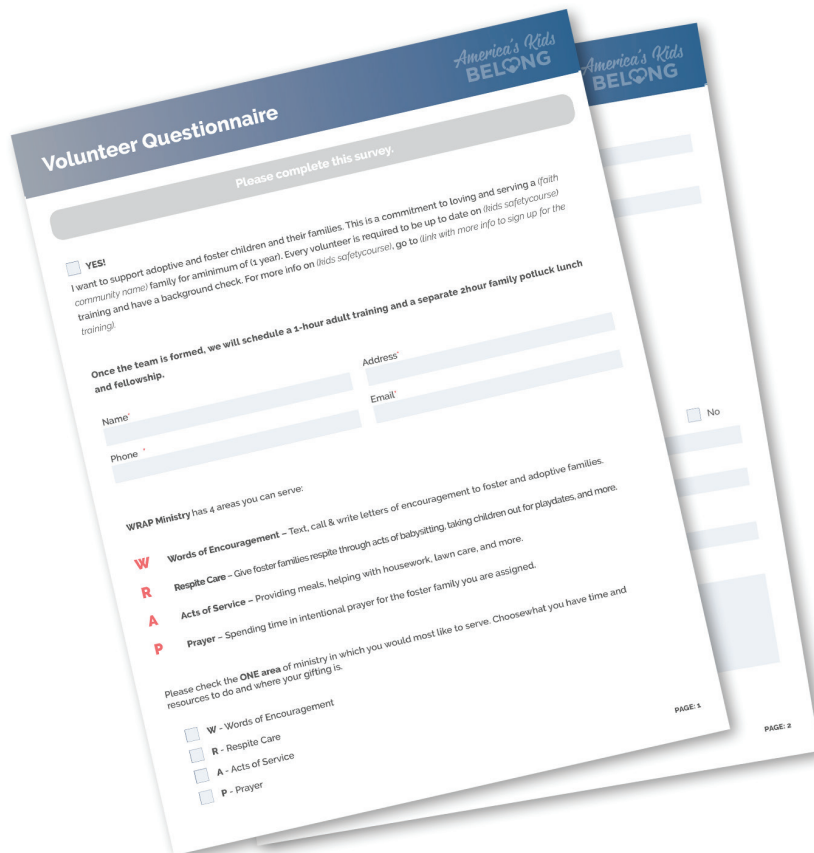 America's Kids
BELONG
Volunteer Questionnaire
Please complete this survey.
YES!
I want to support adoptive and foster children and their families. This is a commitment to loving and serving a (faith
community name) family for aminimum of (1 year). Every volunteer is required to be up to date on (kids safetycourse)
training and have a background check. For more info on (kids safetycourse), go to (link with more info to sign up for the
training).
Once the team is formed, we will schedule a 1-hour adult training and a separate 2hour family potluck lunch
and fellowship.
Name*
Address*
Phone *
Email*
WRAP Ministry has 4 areas you can serve:
W Words of Encouragement – Text, call & write letters of encouragement to foster and adoptive families.
R Respite Care – Give foster families respite through acts of babysitting, taking children out for playdates, and more.
A Acts of Service – Providing meals, helping with housework, lawn care, and more.
P Prayer – Spending time in intentional prayer for the foster family you are assigned.
Please check the ONE area of ministry in which you would most like to serve. Choosewhat you have time and
resources to do and where your gifting is.
W - Words of Encouragement
R - Respite Care
A - Acts of Service
P - Prayer
PAGE: 1
America's Kids
BELONG
No
PAGE: 2